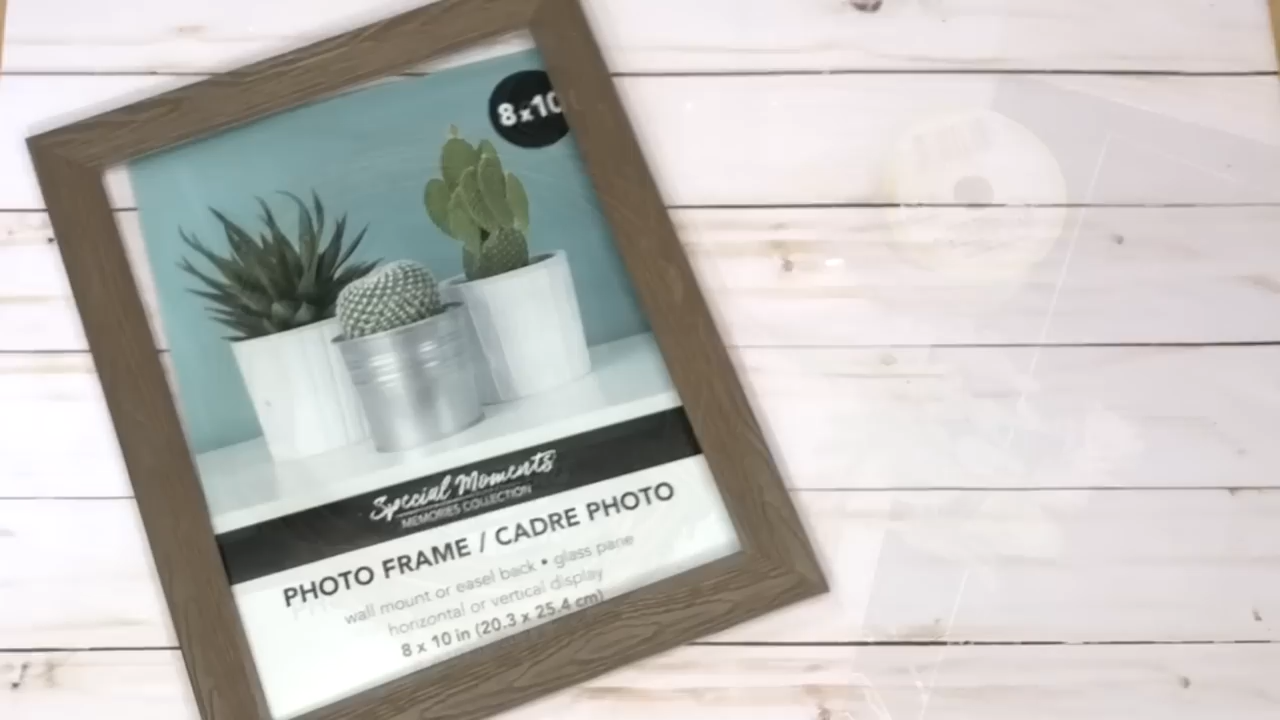 8x10
Special Moments
MEMORIES COLLECTION
PHOTO FRAME / CADRE PHOTO
wall mount or easel back • glass pane
horizontal or vertical display
8 x 10 in (20.3 x 25.4 cm)